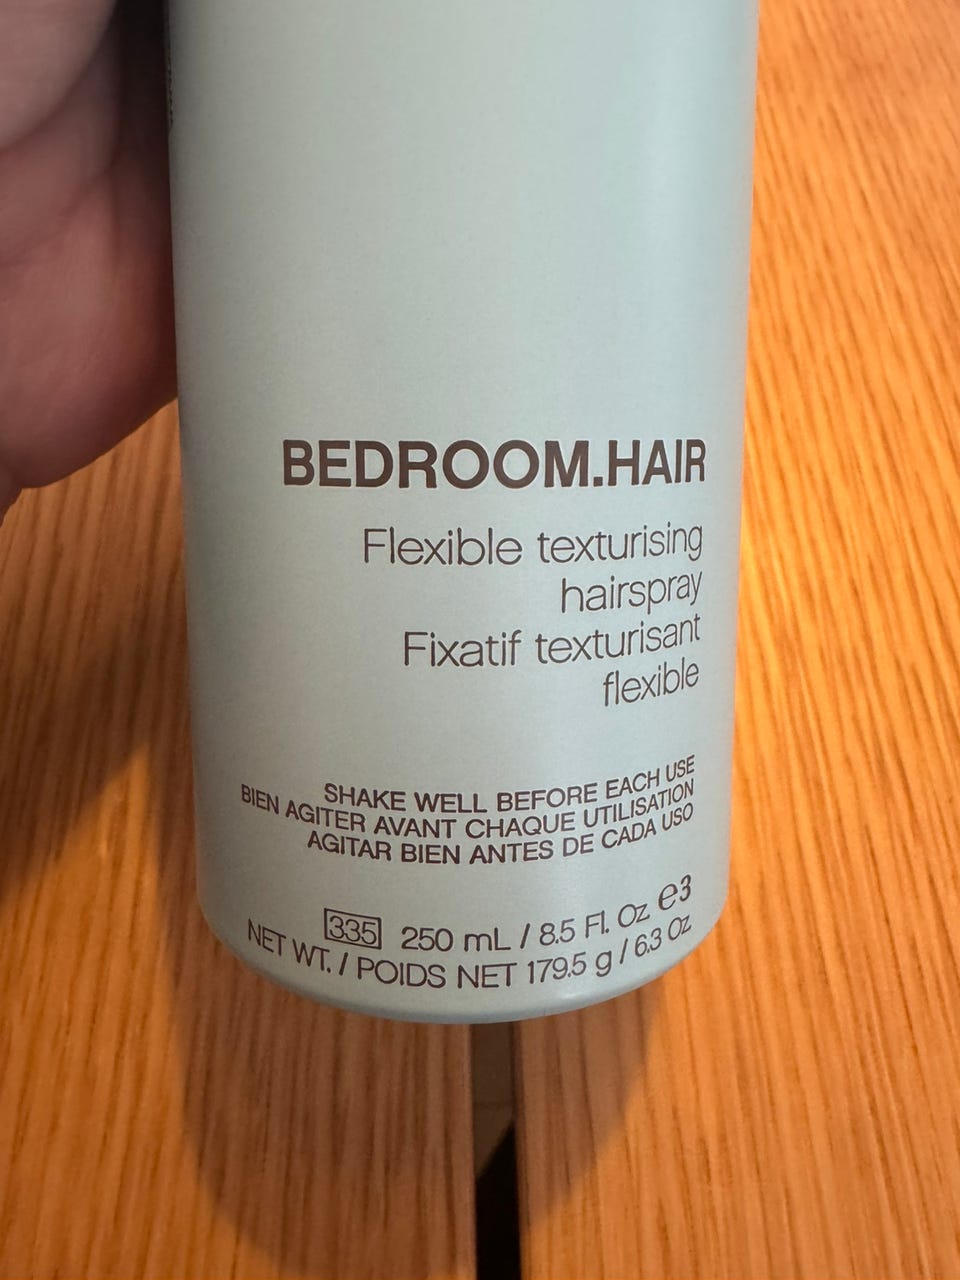 BEDROOM.HAIR
Flexible texturising
hairspray
Fixatif texturisant
flexible
SHAKE WELL BEFORE EACH USE
BIEN AGITER AVANT CHAQUE UTILISATION
AGITAR BIEN ANTES DE CADA USO
335 250 mL / 8.5 Fl. Oz. e3
NET WT. / POIDS NET 179.5 g / 6.3 Oz.